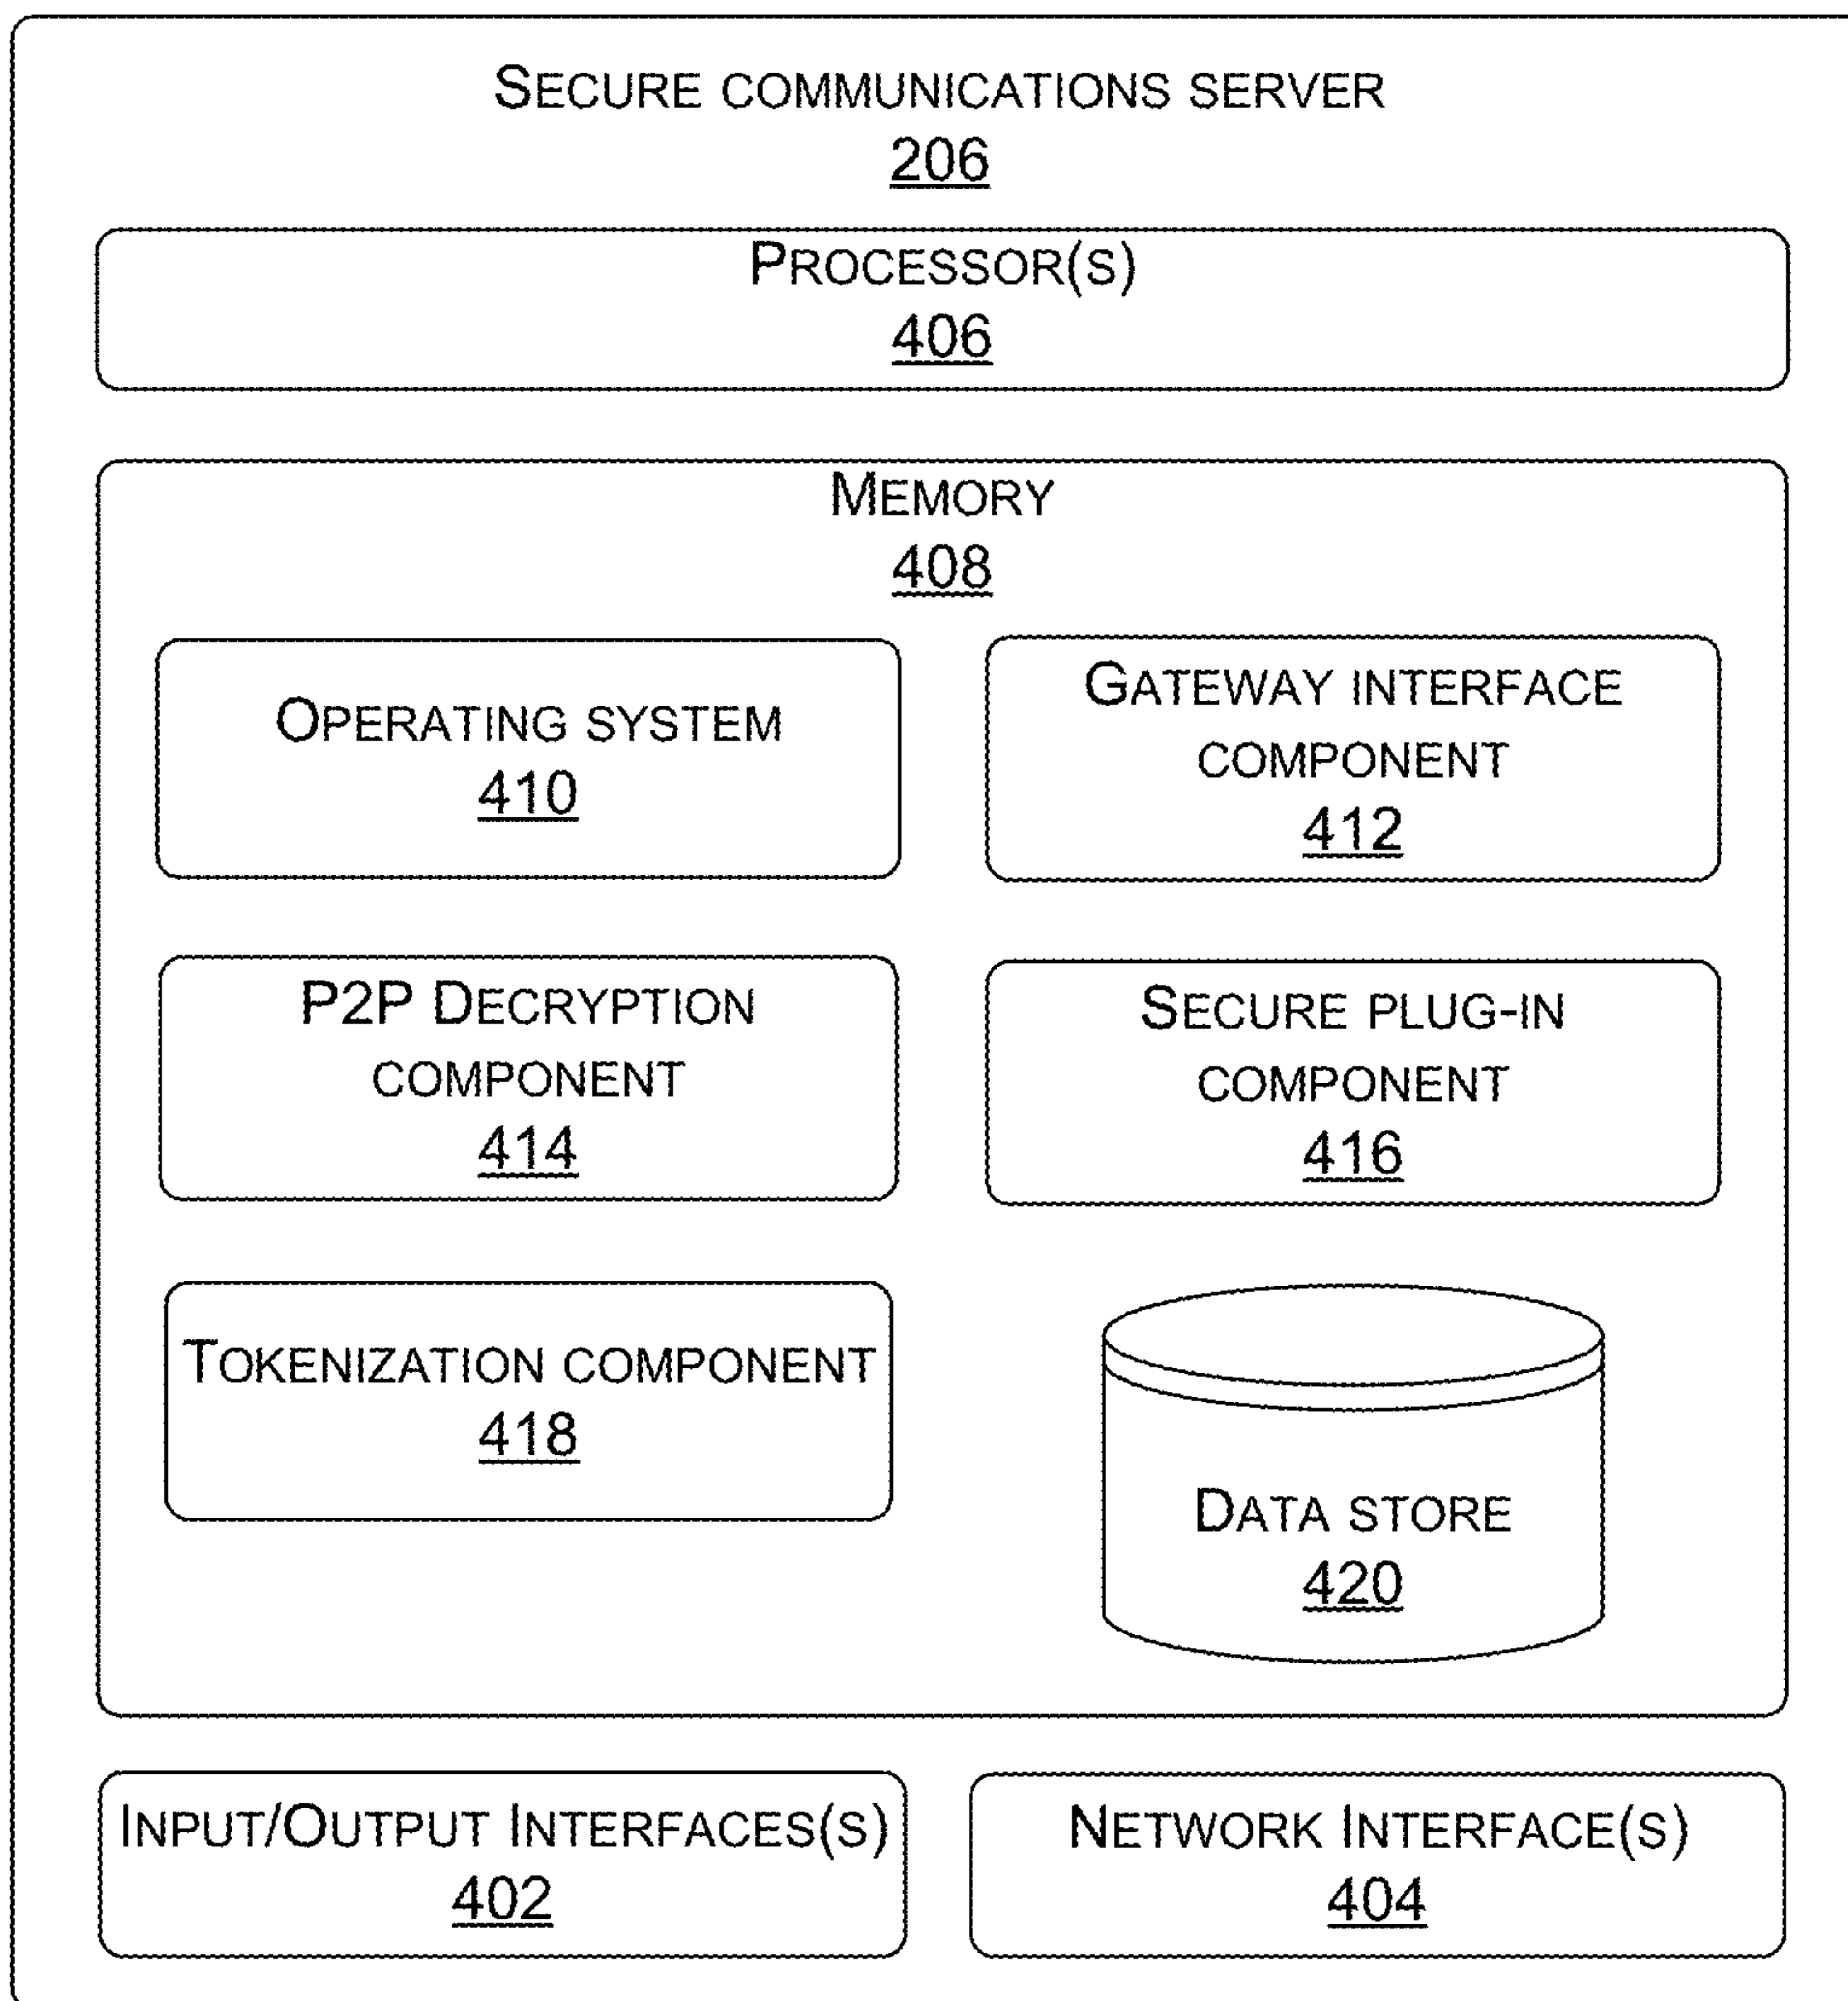 SECURE COMMUNICATIONS SERVER
206
PROCESSOR(S)
406
MEMORY
408
OPERATING SYSTEM
410
GATEWAY INTERFACE
COMPONENT
412
P2P DECRYPTION
COMPONENT
414
SECURE PLUG-IN
COMPONENT
416
TOKENIZATION COMPONENT
418
DATA STORE
420
INPUT/OUTPUT INTERFACES(S)
402
NETWORK INTERFACE(S)
404